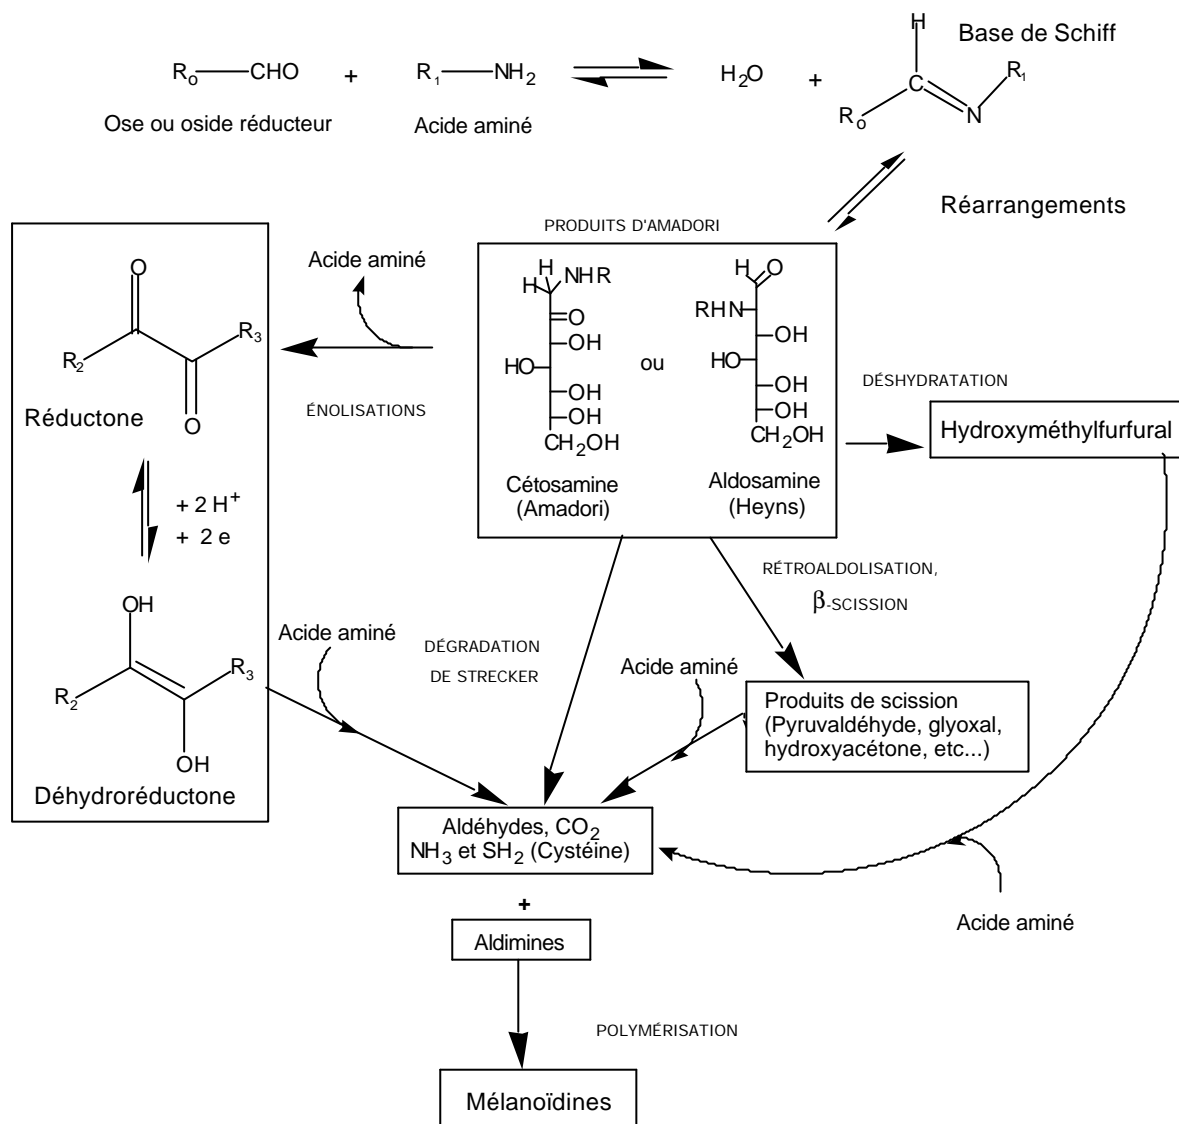 R₀—CHO + R₁—NH₂ H₂O +
H
C
R₀
N
R₁
Base de Schiff
Ose ou oside réducteur
Acide aminé
Réarrangements
PRODUITS D'AMADORI
Acide aminé
ÉNOLISATIONS
O
R₂
R₃
O
Réductone
+ 2 H⁺
+ 2 e
OH
R₂
R₃
OH
Déhydroréductone
H
H
NHR
O
OH
HO
OH
OH
CH₂OH
Cétosamine
(Amadori)
ou
H
O
RHN
OH
HO
OH
OH
CH₂OH
Aldosamine
(Heyns)
DÉSHYDRATATION
Hydroxyméthylfurfural
RÉTROALDOLISATION,
β-SCISSION
Acide aminé
DÉGRADATION
DE STRECKER
Acide aminé
Produits de scission
(Pyruvaldéhyde, glyoxal,
hydroxyacétone, etc...)
Aldéhydes, CO₂
NH₃ et SH₂ (Cystéine)
Acide aminé
+
Aldimines
POLYMÉRISATION
Mélanoïdines